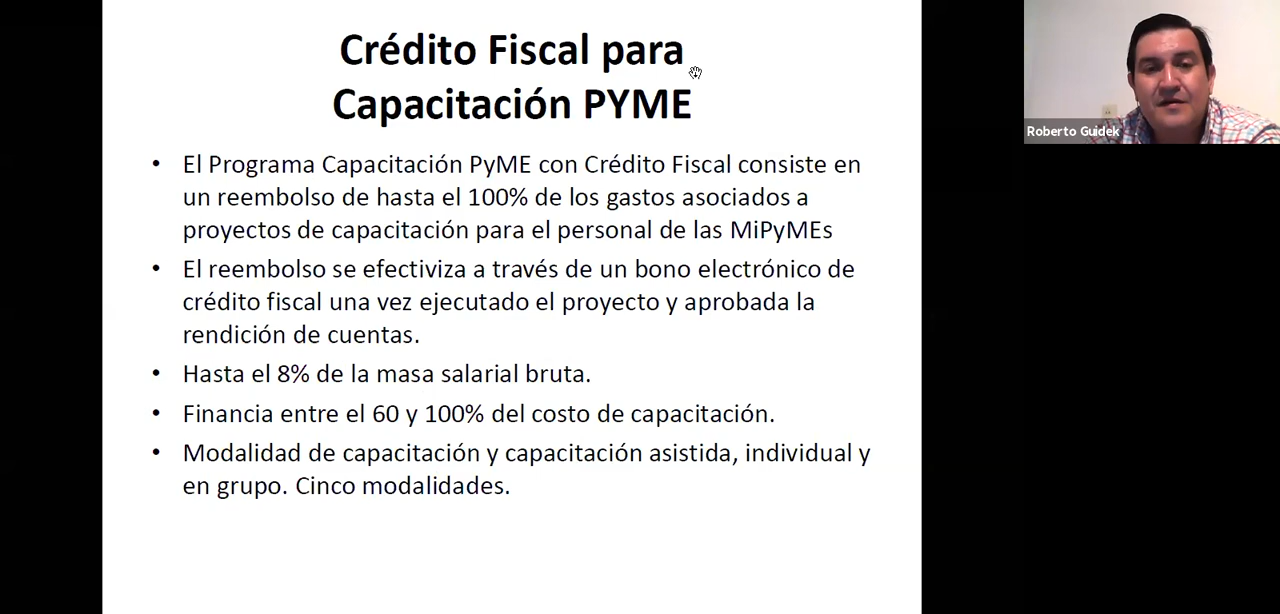 Crédito Fiscal para
Capacitación PYME
• El Programa Capacitación PyME con Crédito Fiscal consiste en
un reembolso de hasta el 100% de los gastos asociados a
proyectos de capacitación para el personal de las MiPyMEs
• El reembolso se efectiviza a través de un bono electrónico de
crédito fiscal una vez ejecutado el proyecto y aprobada la
rendición de cuentas.
• Hasta el 8% de la masa salarial bruta.
• Financia entre el 60 y 100% del costo de capacitación.
• Modalidad de capacitación y capacitación asistida, individual y
en grupo. Cinco modalidades.
Roberto Guidek